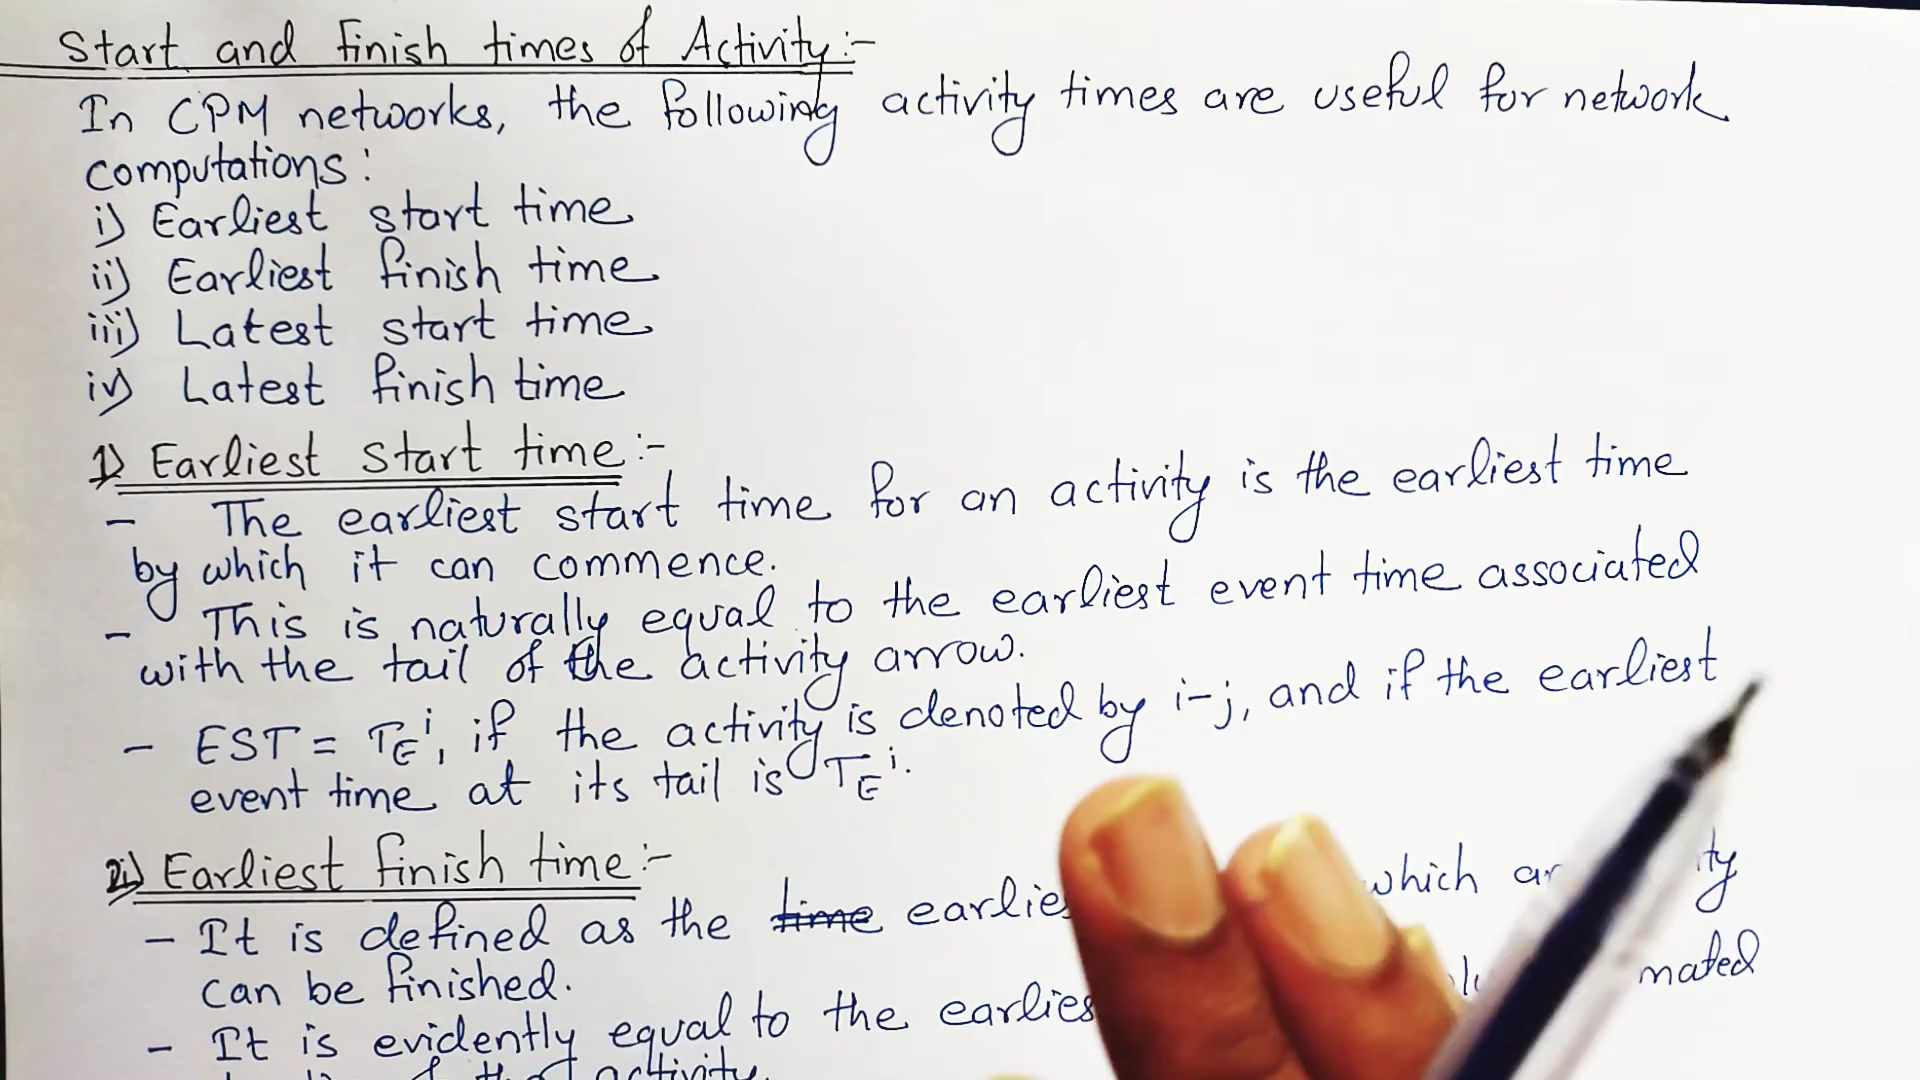 Start and finish times of Activity:-
In CPM networks, the following activity times are useful for network
computations:
i) Earliest start time
ii) Earliest finish time
iii) Latest start time
iv) Latest finish time
1) Earliest start time:-
- The earliest start time for an activity is the earliest time
by which it can commence.
- This is naturally equal to the earliest event time associated
with the tail of the activity arrow.
- EST = TEⁱ, if the activity is denoted by i-j, and if the earliest
event time at its tail is TEⁱ.
2) Earliest finish time:-
- It is defined as the time which
can be finished.
- It is evidently equal to the
activity.